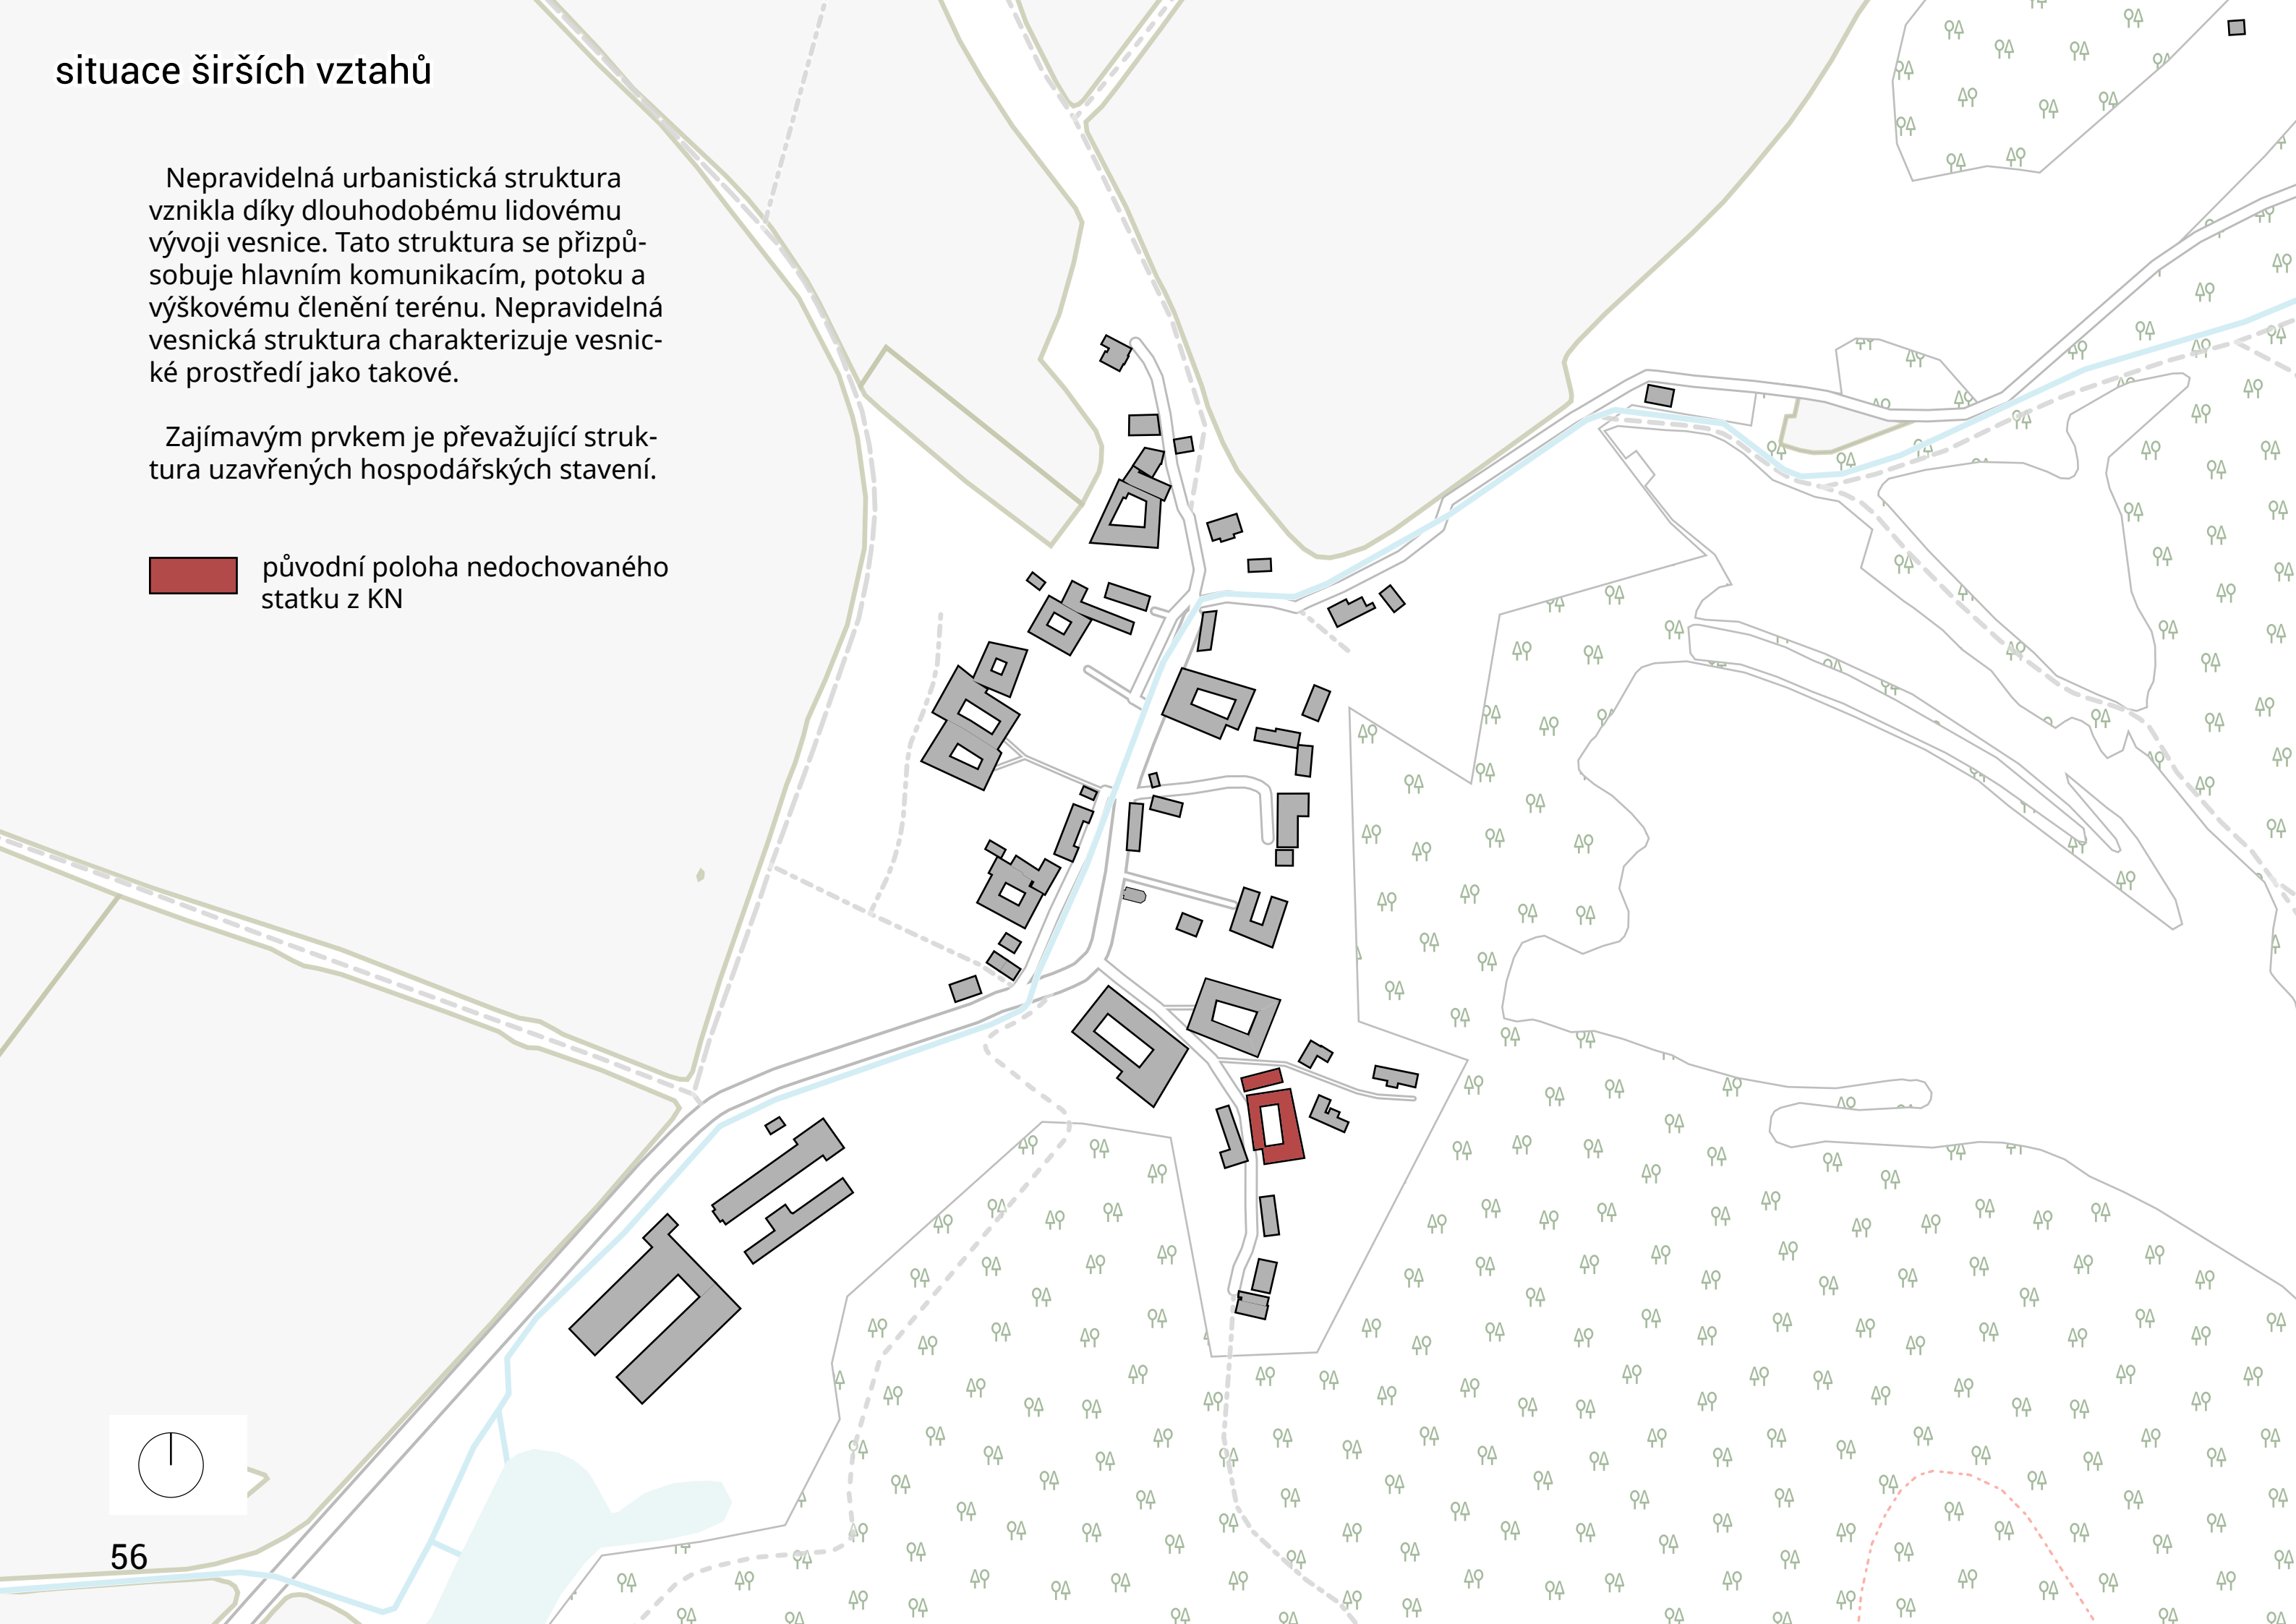 situace širších vztahů
Nepravidelná urbanistická struktura
vznikla díky dlouhodobému lidovému
vývoji vesnice. Tato struktura se přizpů-
sobuje hlavním komunikacím, potoku a
výškovému členění terénu. Nepravidelná
vesnická struktura charakterizuje vesnic-
ké prostředí jako takové.
Zajímavým prvkem je převažující struk-
tura uzavřených hospodářských stavení.
původní poloha nedochovaného
statku z KN
56